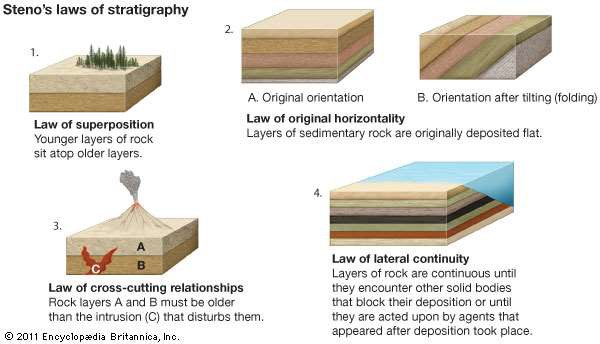 Steno's laws of stratigraphy
1.
Law of superposition
Younger layers of rock
sit atop older layers.
2.
A. Original orientation
B. Orientation after tilting (folding)
Law of original horizontality
Layers of sedimentary rock are originally deposited flat.
3.
A
B
C
Law of cross-cutting relationships
Rock layers A and B must be older
than the intrusion (C) that disturbs them.
4.
Law of lateral continuity
Layers of rock are continuous until
they encounter other solid bodies
that block their deposition or until
they are acted upon by agents that
appeared after deposition took place.
© 2011 Encyclopædia Britannica, Inc.